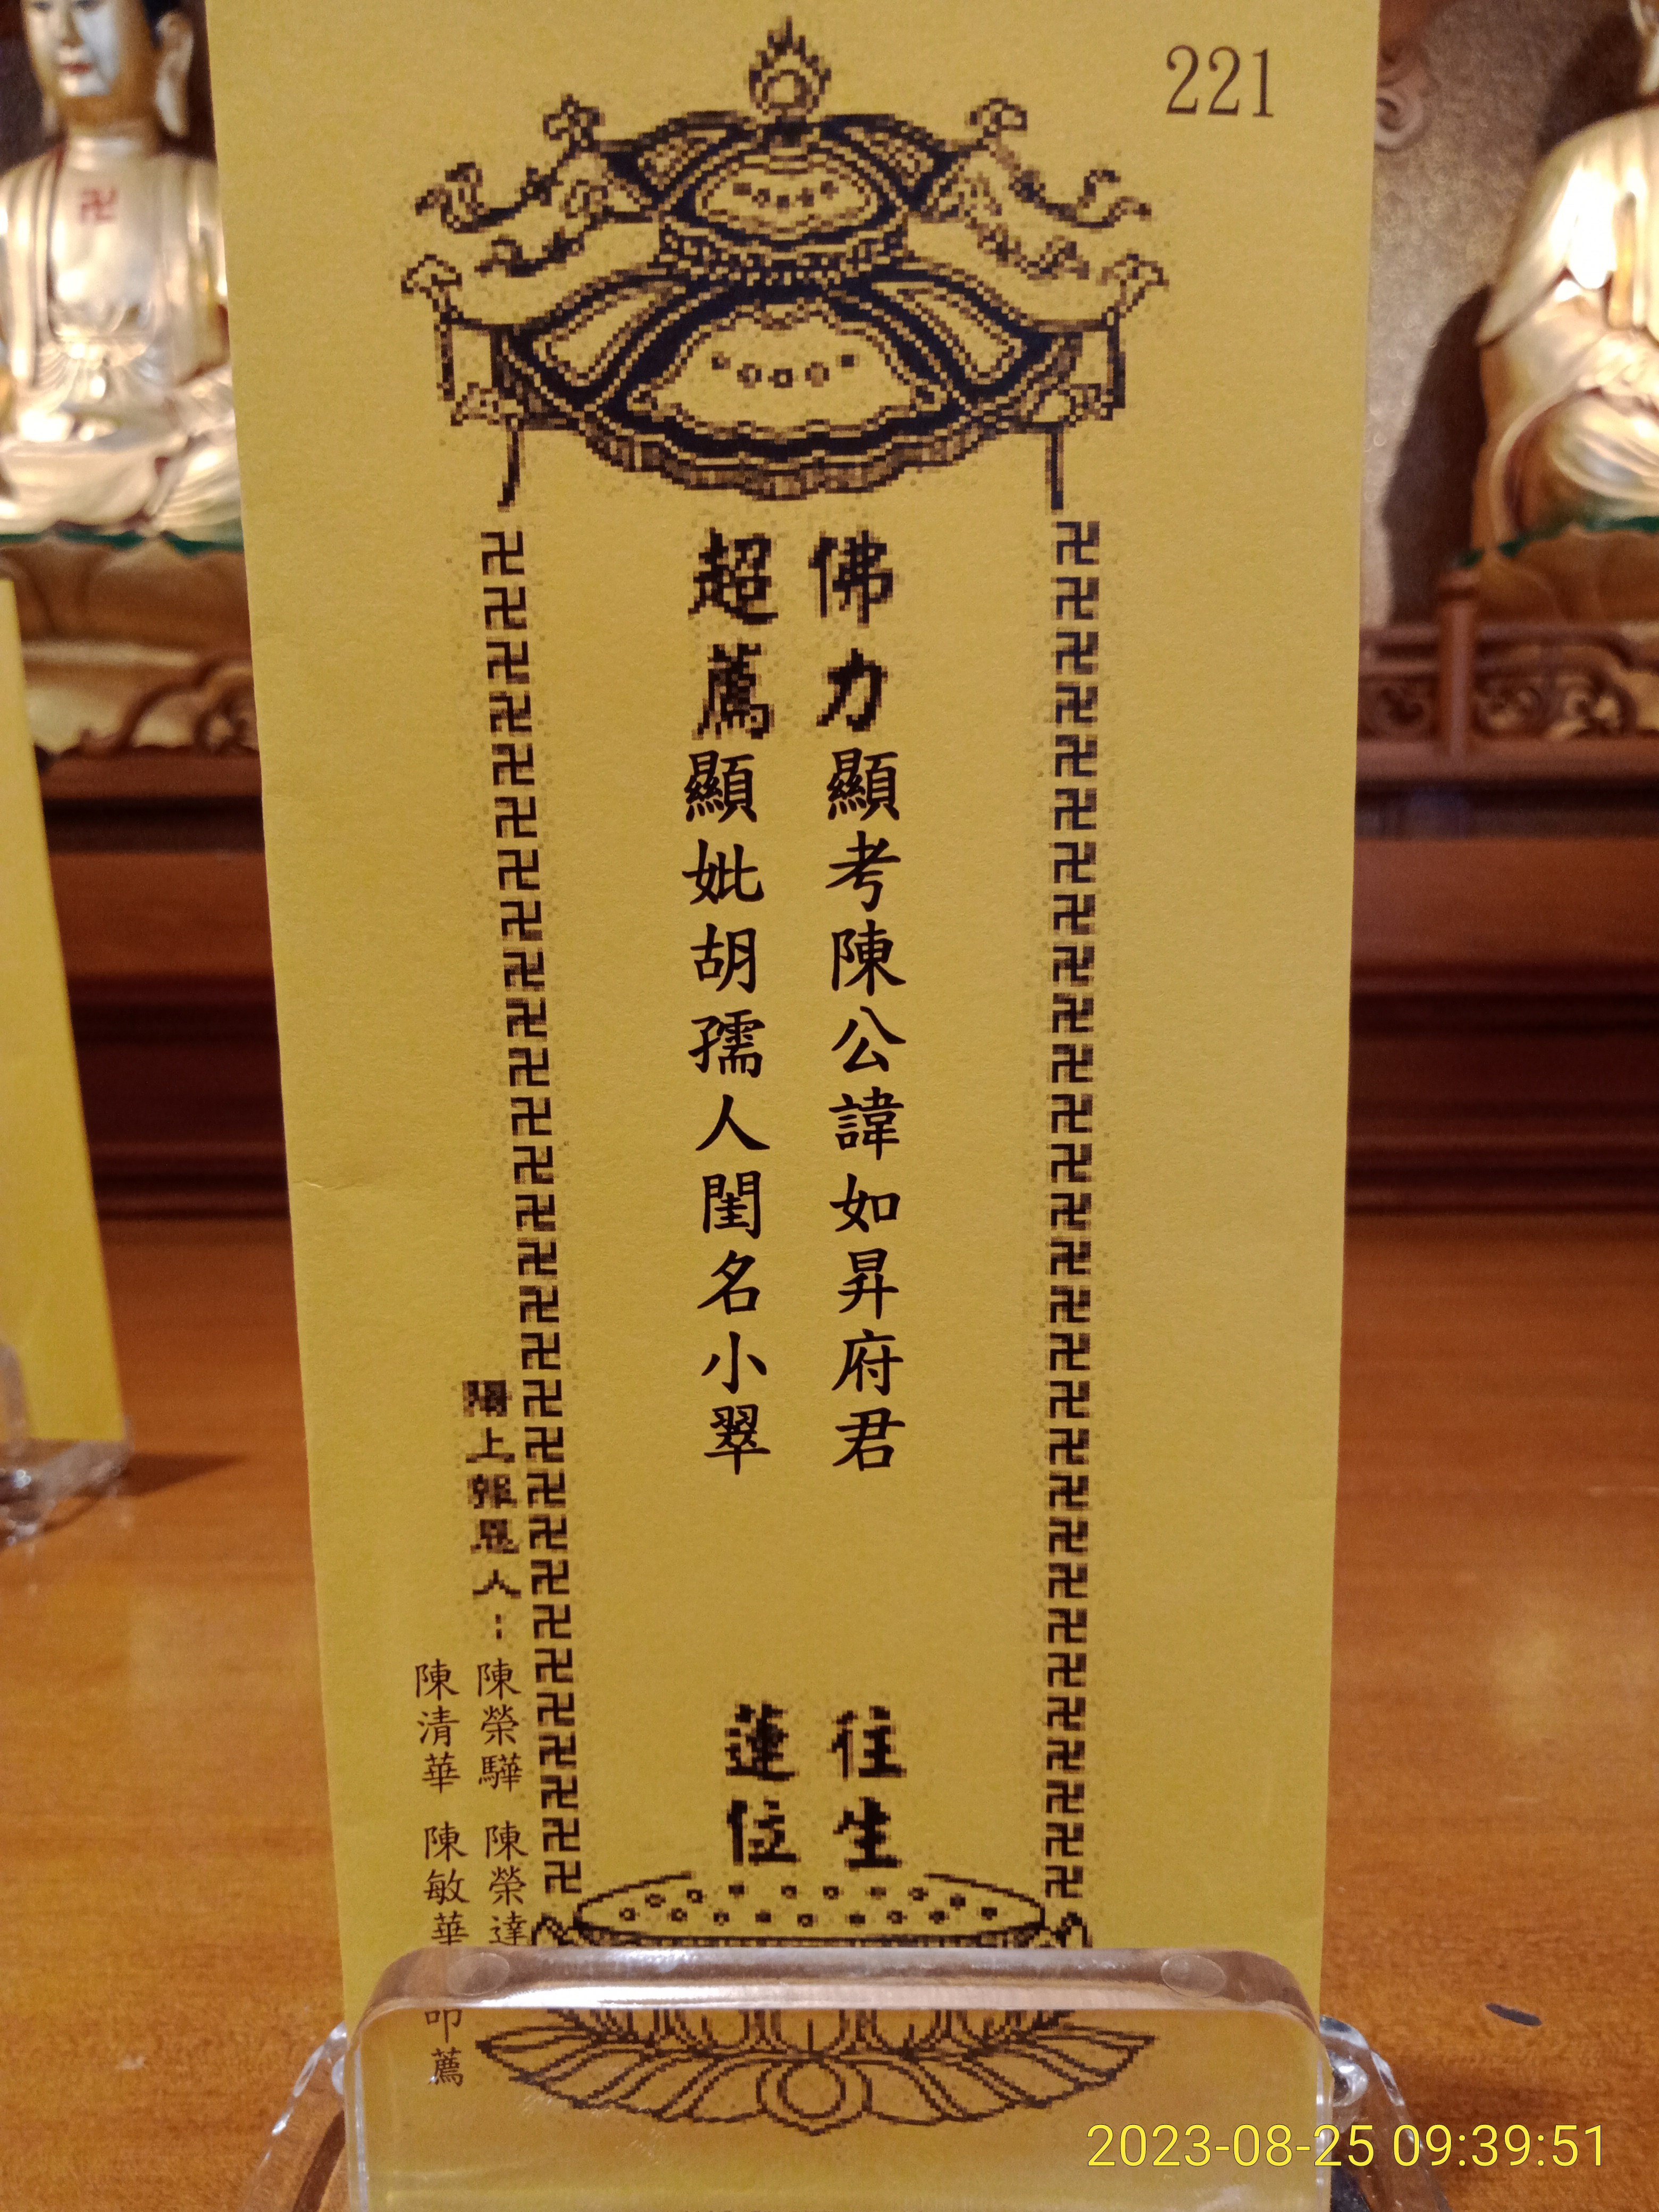 221
佛力
超薦
顯考陳公諱如昇府君
顯妣胡孺人閨名小翠
往生
蓮位
陽上報恩人：
陳榮驊 陳榮達
陳清華 陳敏華 叩薦
2023-08-25 09:39:51